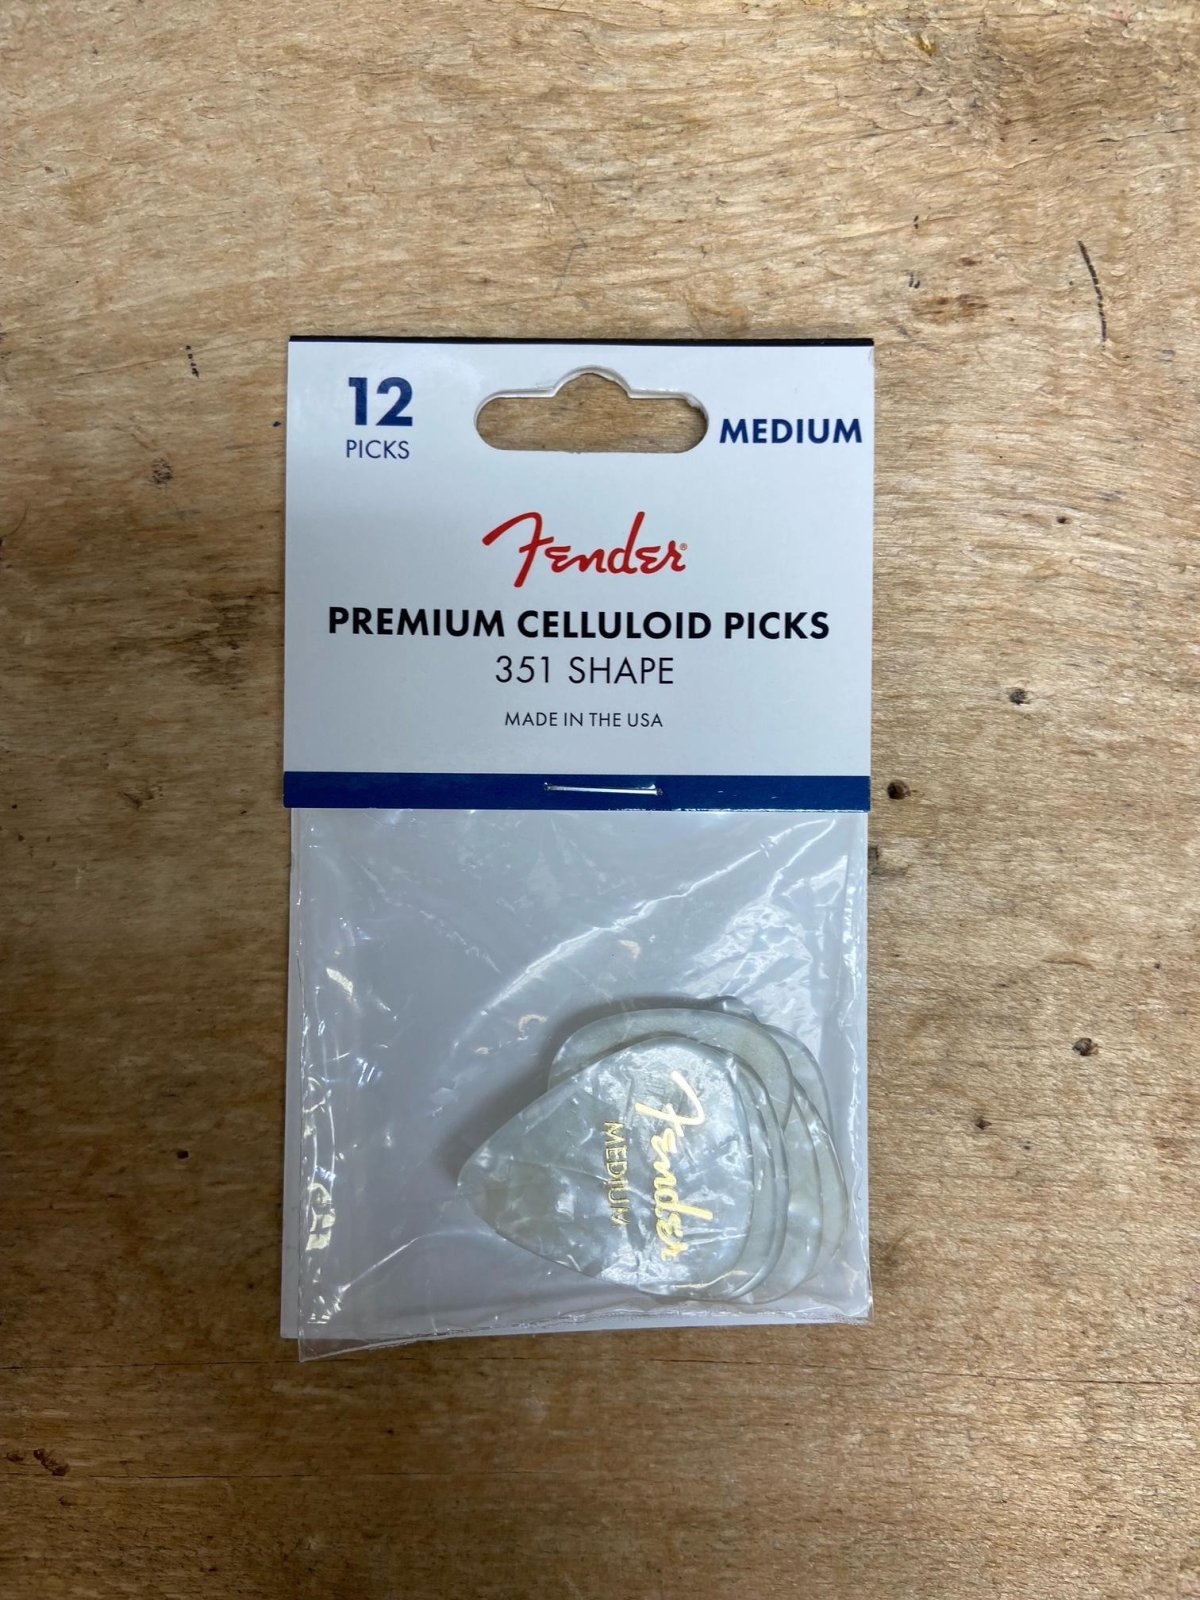 12
PICKS
MEDIUM
Fender®
PREMIUM CELLULOID PICKS
351 SHAPE
MADE IN THE USA
Fender
MEDIUM